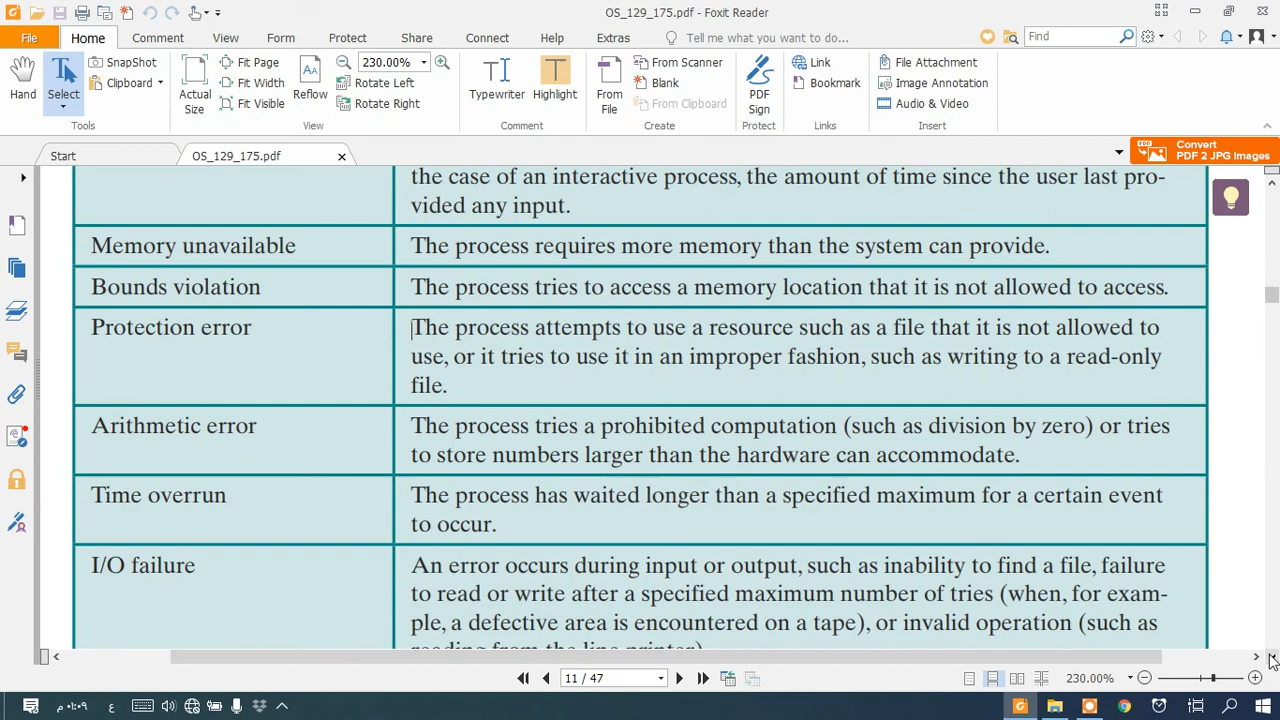 OS_129_175.pdf - Foxit Reader
File
Home
Comment
View
Form
Protect
Share
Connect
Help
Extras
Tell me what you want to do...
Find
Hand
Select
SnapShot
Clipboard
Tools
Actual
Size
Fit Page
Fit Width
Fit Visible
Reflow
230.00%
Rotate Left
Rotate Right
View
Typewriter
Highlight
Comment
From
File
From Scanner
Blank
From Clipboard
Create
PDF
Sign
Protect
Link
Bookmark
Links
File Attachment
Image Annotation
Audio & Video
Insert
Start
OS_129_175.pdf
Convert
PDF 2 JPG Images
the case of an interactive process, the amount of time since the user last pro-
vided any input.
Memory unavailable
The process requires more memory than the system can provide.
Bounds violation
The process tries to access a memory location that it is not allowed to access.
Protection error
The process attempts to use a resource such as a file that it is not allowed to
use, or it tries to use it in an improper fashion, such as writing to a read-only
file.
Arithmetic error
The process tries a prohibited computation (such as division by zero) or tries
to store numbers larger than the hardware can accommodate.
Time overrun
The process has waited longer than a specified maximum for a certain event
to occur.
I/O failure
An error occurs during input or output, such as inability to find a file, failure
to read or write after a specified maximum number of tries (when, for exam-
ple, a defective area is encountered on a tape), or invalid operation (such as
reading from the line printer).
11 / 47
230.00%
٠١:٠٩ م
ع